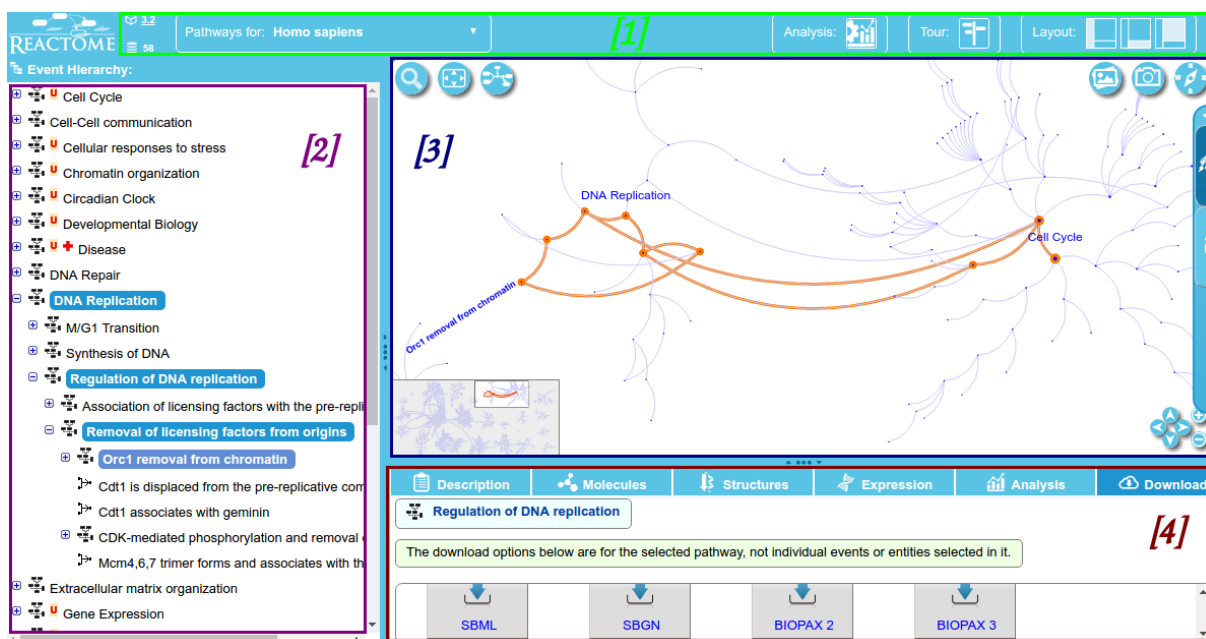 REACTOME
3.2
58
Pathways for: Homo sapiens
[1]
Analysis:
Tour:
Layout:
Event Hierarchy:
[2]
U Cell Cycle
Cell-Cell communication
U Cellular responses to stress
U Chromatin organization
U Circadian Clock
U Developmental Biology
U Disease
DNA Repair
DNA Replication
M/G1 Transition
Synthesis of DNA
Regulation of DNA replication
Association of licensing factors with the pre-repli
Removal of licensing factors from origins
Orc1 removal from chromatin
Cdt1 is displaced from the pre-replicative com
Cdt1 associates with geminin
CDK-mediated phosphorylation and removal
Mcm4,6,7 trimer forms and associates with th
Extracellular matrix organization
U Gene Expression
[3]
DNA Replication
Cell Cycle
Orc1 removal from chromatin
Description
Molecules
Structures
Expression
Analysis
Download
Regulation of DNA replication
[4]
The download options below are for the selected pathway, not individual events or entities selected in it.
SBML
SBGN
BIOPAX 2
BIOPAX 3